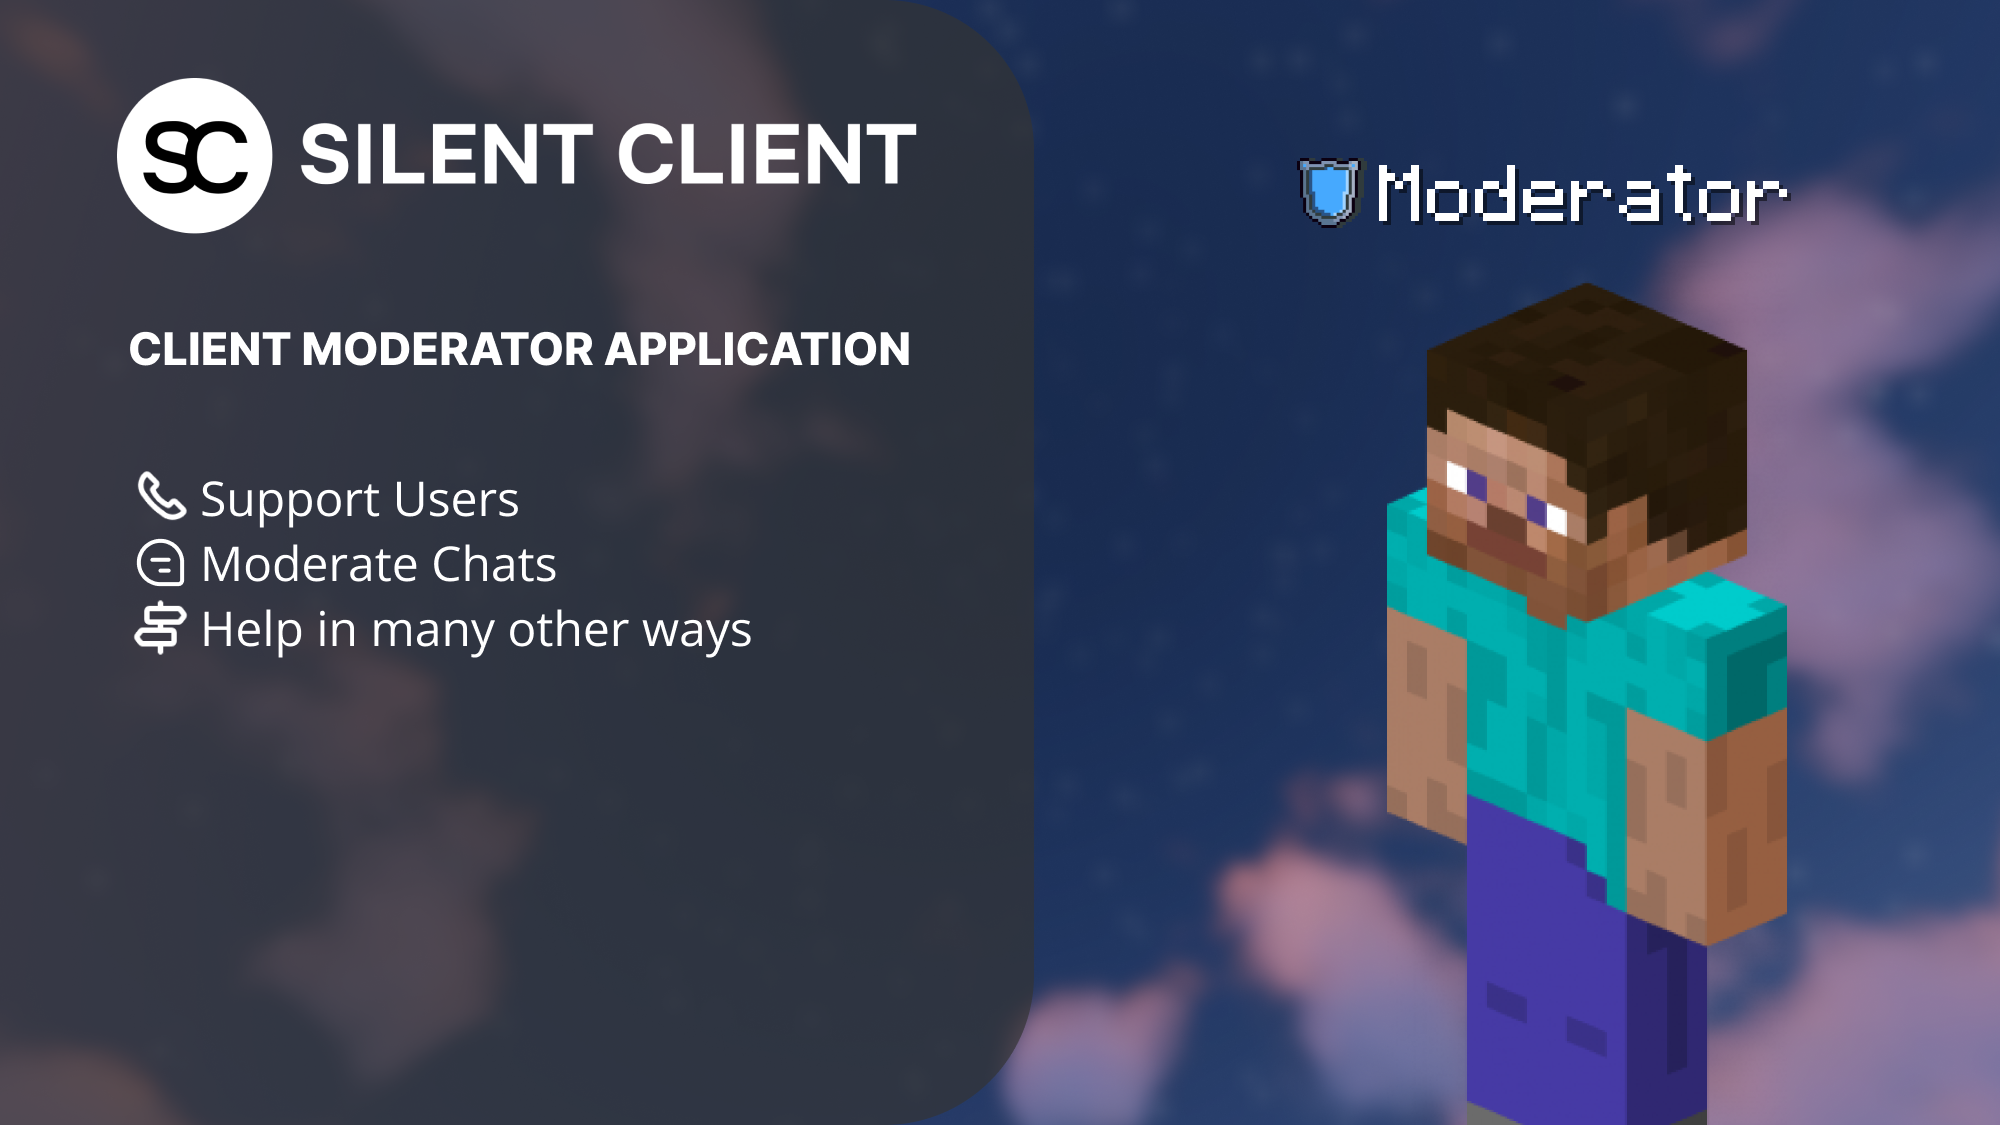 SC SILENT CLIENT
Moderator
CLIENT MODERATOR APPLICATION
Support Users
Moderate Chats
Help in many other ways